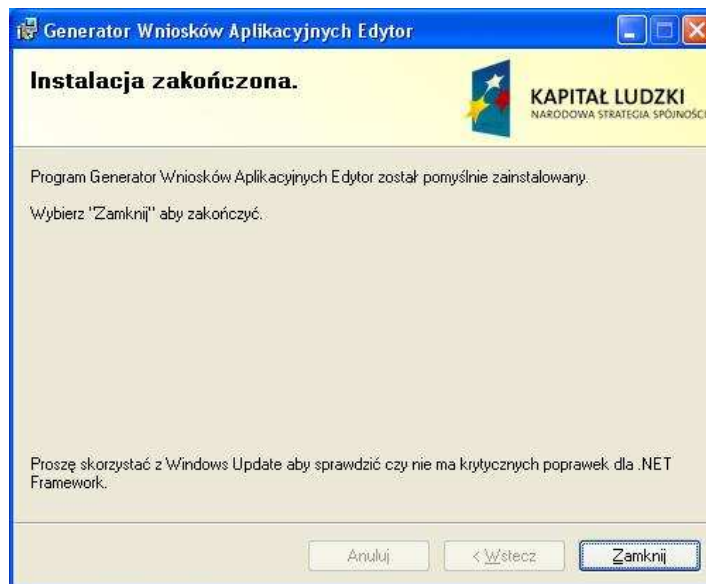 Generator Wniosków Aplikacyjnych Edytor
Instalacja zakończona.
KAPITAŁ LUDZKI
NARODOWA STRATEGIA SPÓJNOŚCI
Program Generator Wniosków Aplikacyjnych Edytor został pomyślnie zainstalowany.
Wybierz "Zamknij" aby zakończyć.
Proszę skorzystać z Windows Update aby sprawdzić czy nie ma krytycznych poprawek dla .NET
Framework.
Anuluj < Wstecz Zamknij